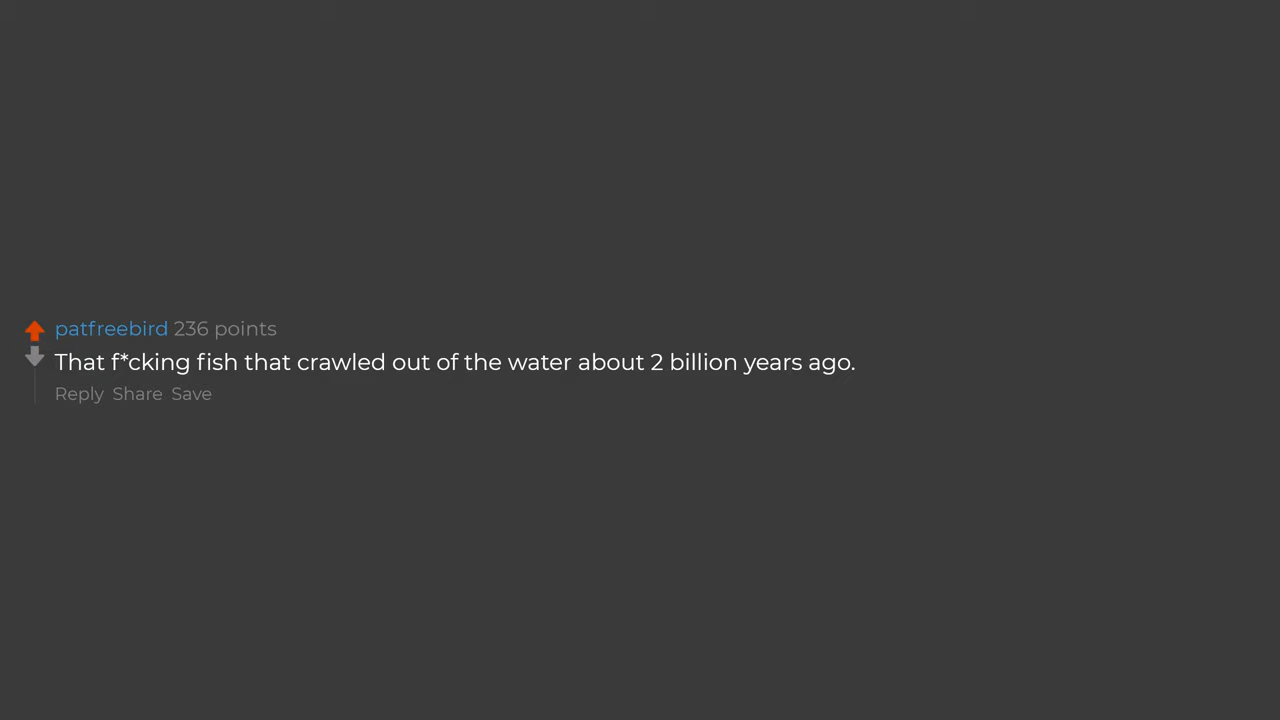 patfreebird 236 points
That f*cking fish that crawled out of the water about 2 billion years ago.
Reply Share Save